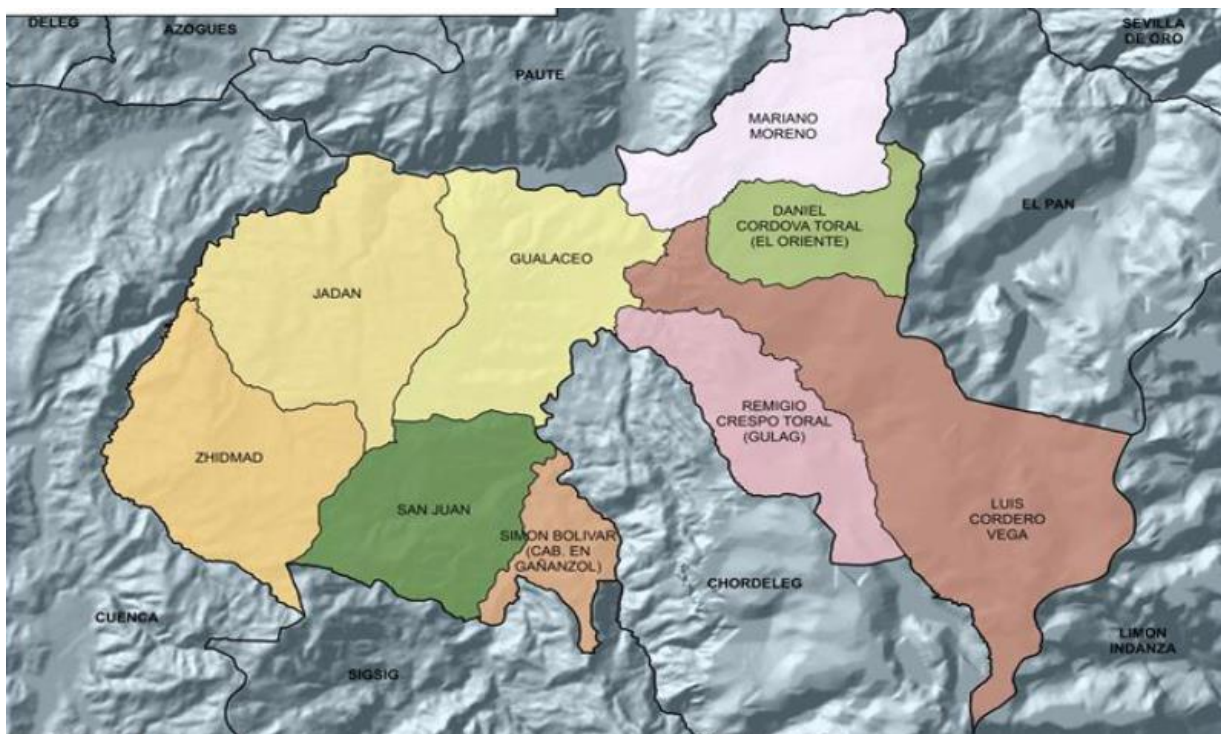 DELEG
AZOGUES
SEVILLA
DE ORO
PAUTE
MARIANO
MORENO
EL PAN
DANIEL
CORDOVA TORAL
(EL ORIENTE)
GUALACEO
JADAN
REMIGIO
CRESPO TORAL
(GULAG)
ZHIDMAD
SAN JUAN
LUIS
CORDERO
VEGA
SIMON BOLIVAR
(CAB. EN
GAÑANZOL)
CHORDELEG
CUENCA
LIMON
INDANZA
SIGSIG